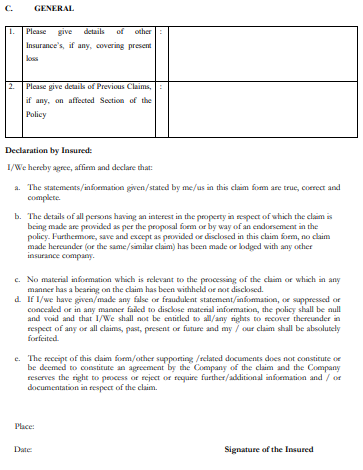 C. GENERAL
1. Please give details of other :
Insurance's, if any, covering present
loss
2. Please give details of Previous Claims, :
if any, on affected Section of the
Policy
Declaration by Insured:
I/We hereby agree, affirm and declare that:
a. The statements/information given/stated by me/us in this claim form are true, correct and
complete.
b. The details of all persons having an interest in the property in respect of which the claim is
being made are provided as per the proposal form or by way of an endorsement in the
policy. Furthermore, save and except as provided or disclosed in this claim form, no claim
made hereunder (or the same/similar claim) has been made or lodged with any other
insurance company.
c. No material information which is relevant to the processing of the claim or which in any
manner has a bearing on the claim has been withheld or not disclosed.
d. If I/we have given/made any false or fraudulent statement/information, or suppressed or
concealed or in any manner failed to disclose material information, the policy shall be null
and void and that I/We shall not be entitled to all/any rights to recover thereunder in
respect of any or all claims, past, present or future and my / our claim shall be absolutely
forfeited.
e. The receipt of this claim form/other supporting /related documents does not constitute or
be deemed to constitute an agreement by the Company of the claim and the Company
reserves the right to process or reject or require further/additional information and / or
documentation in respect of the claim.
Place:
Date: Signature of the Insured